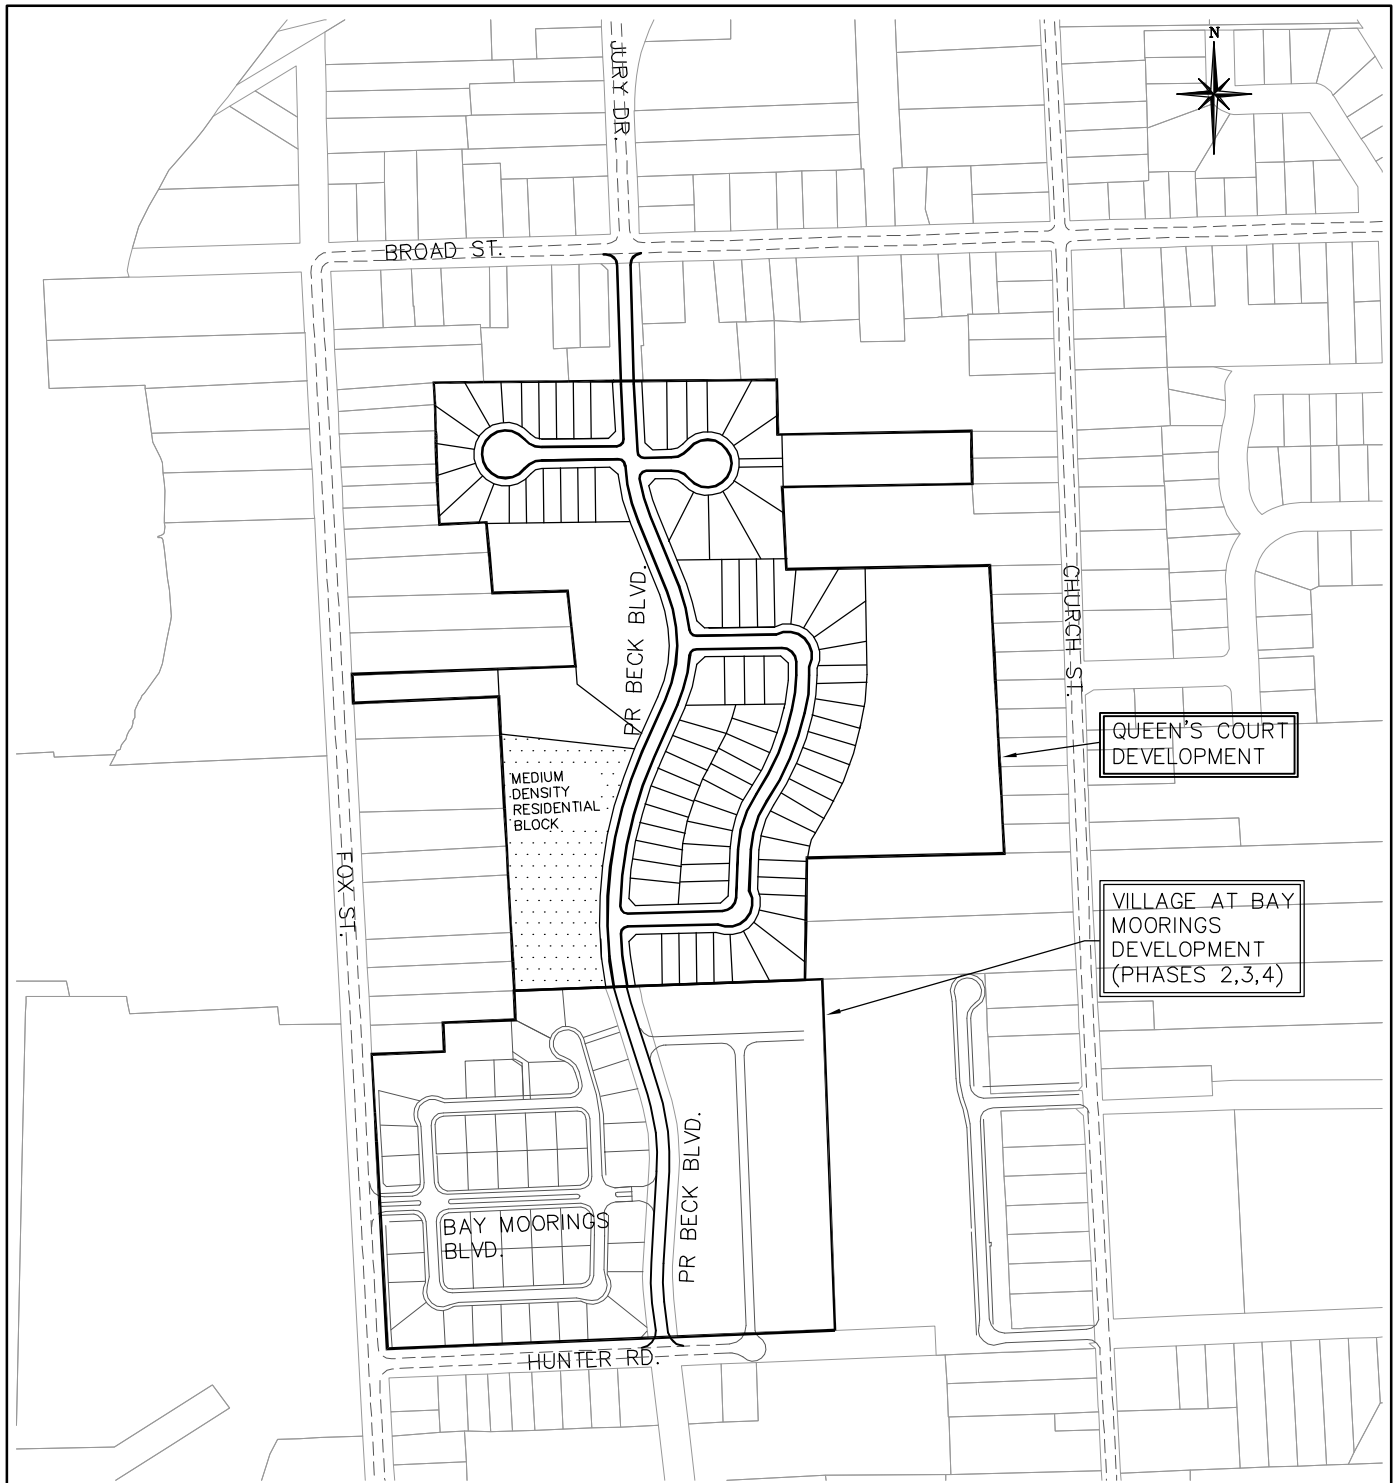 N
JURY DR.
BROAD ST.
PR BECK BLVD.
CHURCH ST.
QUEEN'S COURT
DEVELOPMENT
MEDIUM
DENSITY
RESIDENTIAL
BLOCK
FOX ST.
VILLAGE AT BAY
MOORINGS
DEVELOPMENT
(PHASES 2,3,4)
PR BECK BLVD.
BAY MOORINGS
BLVD.
HUNTER RD.